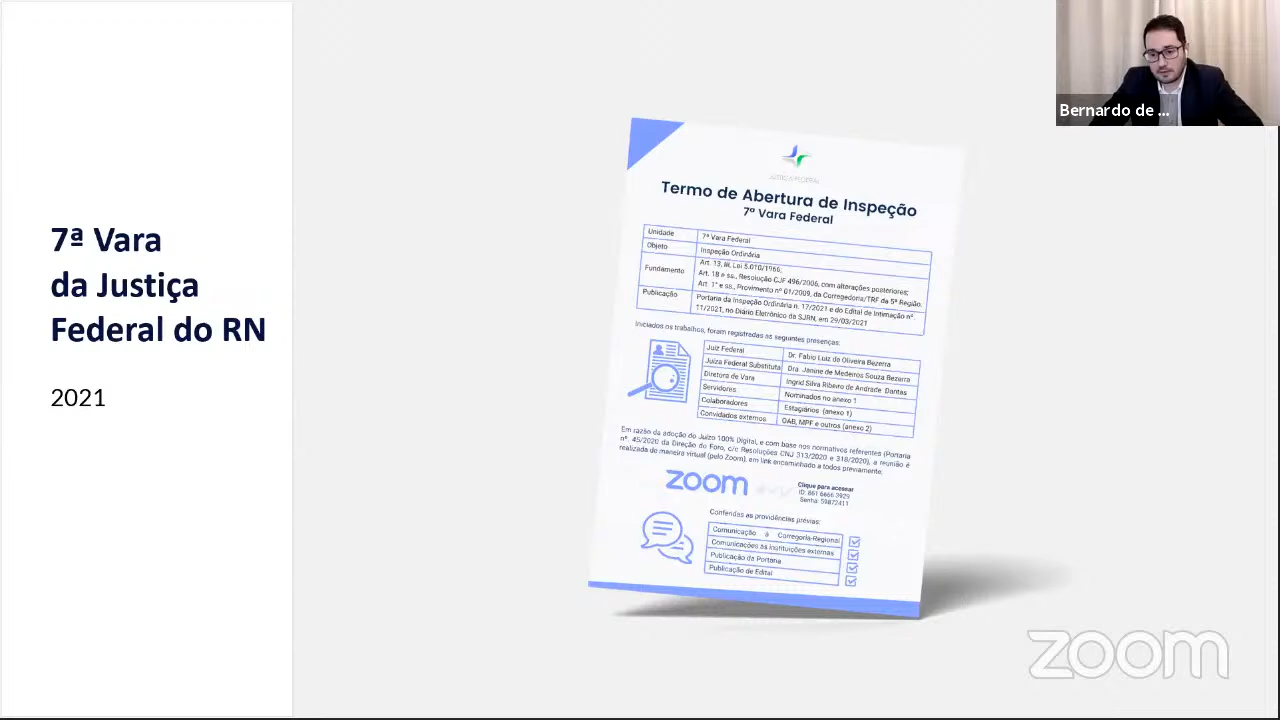 7ª Vara
da Justiça
Federal do RN
2021
Bernardo de ...
JUSTIÇA FEDERAL
Termo de Abertura de Inspeção
7ª Vara Federal
Unidade 7ª Vara Federal
Objeto Inspeção Ordinária
Fundamento Art. 13, III, Lei 5.010/1966;
Art. 18 e ss., Resolução CJF 496/2006, com alterações posteriores;
Art. 1° e ss., Provimento nº 01/2009, da Corregedoria/TRF da 5ª Região.
Publicação Portaria da Inspeção Ordinária n. 17/2021 e do Edital de Intimação nº.
11/2021, no Diário Eletrônico da SJRN, em 29/03/2021
Iniciados os trabalhos, foram registradas as seguintes presenças:
Juiz Federal Dr. Fabio Luiz de Oliveira Bezerra
Juíza Federal Substituta Dra. Janine de Medeiros Souza Bezerra
Diretora de Vara Ingrid Silva Ribeiro de Andrade Dantas
Servidores Nominados no anexo 1
Colaboradores Estagiários (anexo 1)
Convidados externos OAB, MPF e outros (anexo 2)
Em razão da adoção do Juízo 100% Digital, e com base nos normativos referentes (Portaria
nº. 45/2020 da Direção do Foro, c/c Resoluções CNJ 313/2020 e 318/2020), a reunião é
realizada de maneira virtual (pelo Zoom), em link encaminhado a todos previamente:
zoom
Clique para acessar
ID: 861 6666 3929
Senha: 59872411
Conferidas as providências prévias:
Comunicação à Corregoria-Regional
Comunicações às instituições externas
Publicação da Portaria
Publicação de Edital
zoom